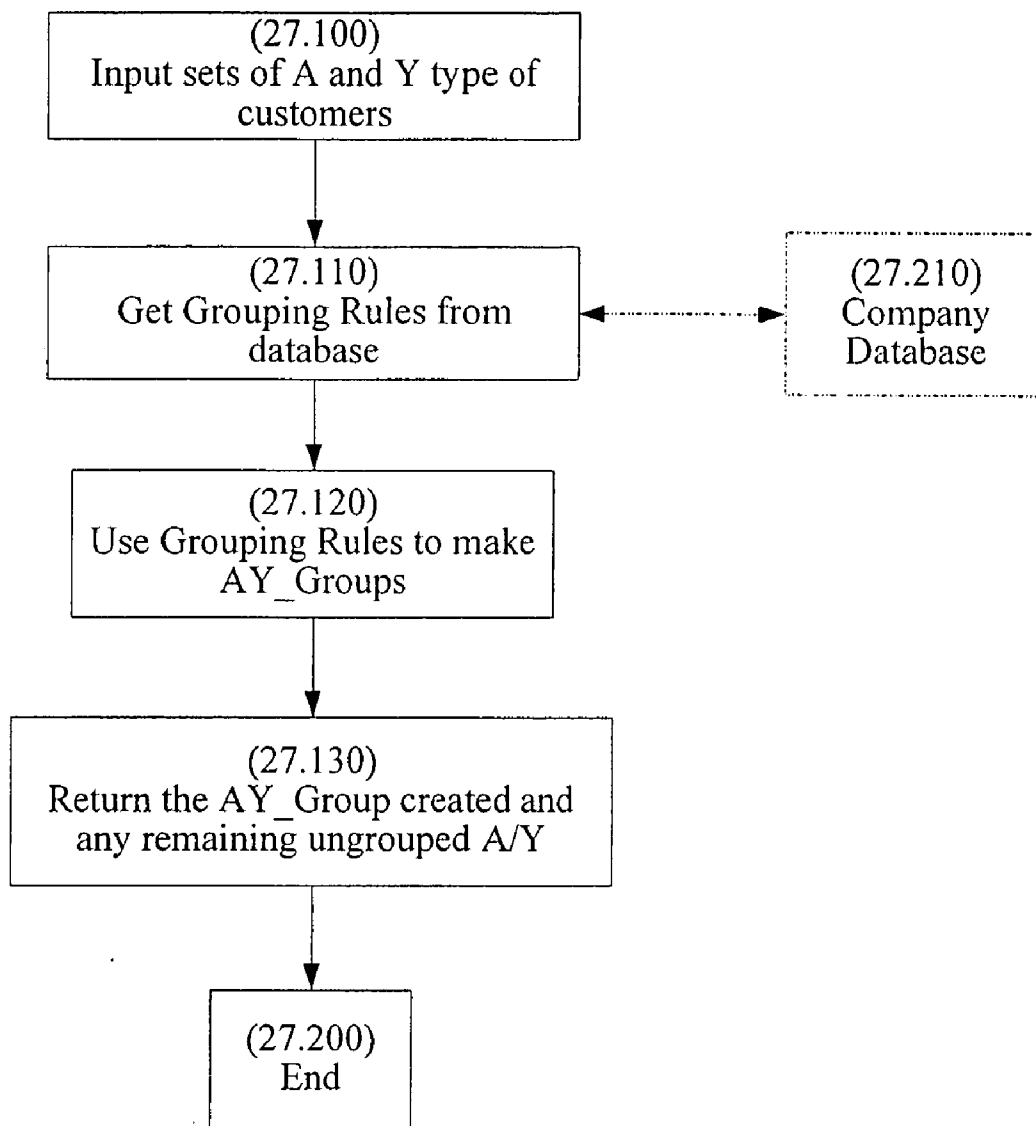 (27.100)
Input sets of A and Y type of
customers
(27.110)
Get Grouping Rules from
database
(27.210)
Company
Database
(27.120)
Use Grouping Rules to make
AY_Groups
(27.130)
Return the AY_Group created and
any remaining ungrouped A/Y
(27.200)
End